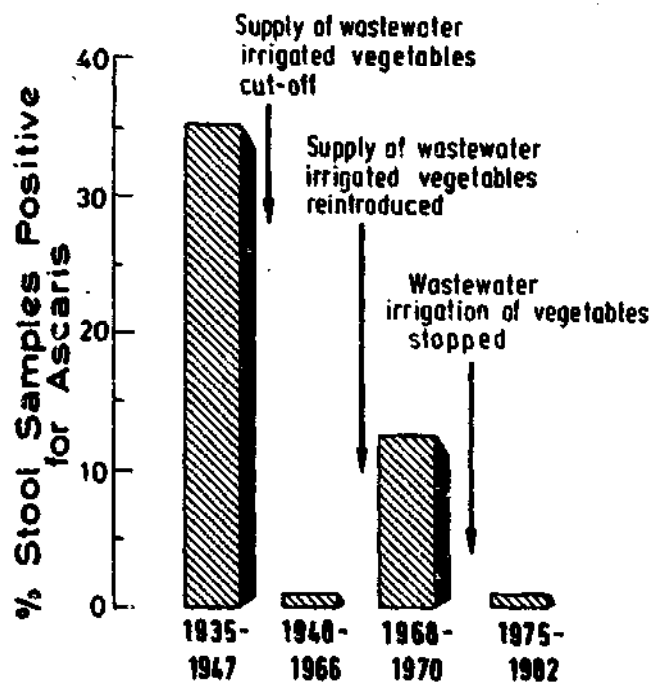 Supply of wastewater
irrigated vegetables
cut-off
Supply of wastewater
irrigated vegetables
reintroduced
Wastewater
irrigation of vegetables
stopped
% Stool Samples Positive
for Ascaris
40
30
20
10
0
1935-
1947
1948-
1966
1968-
1970
1975-
1982